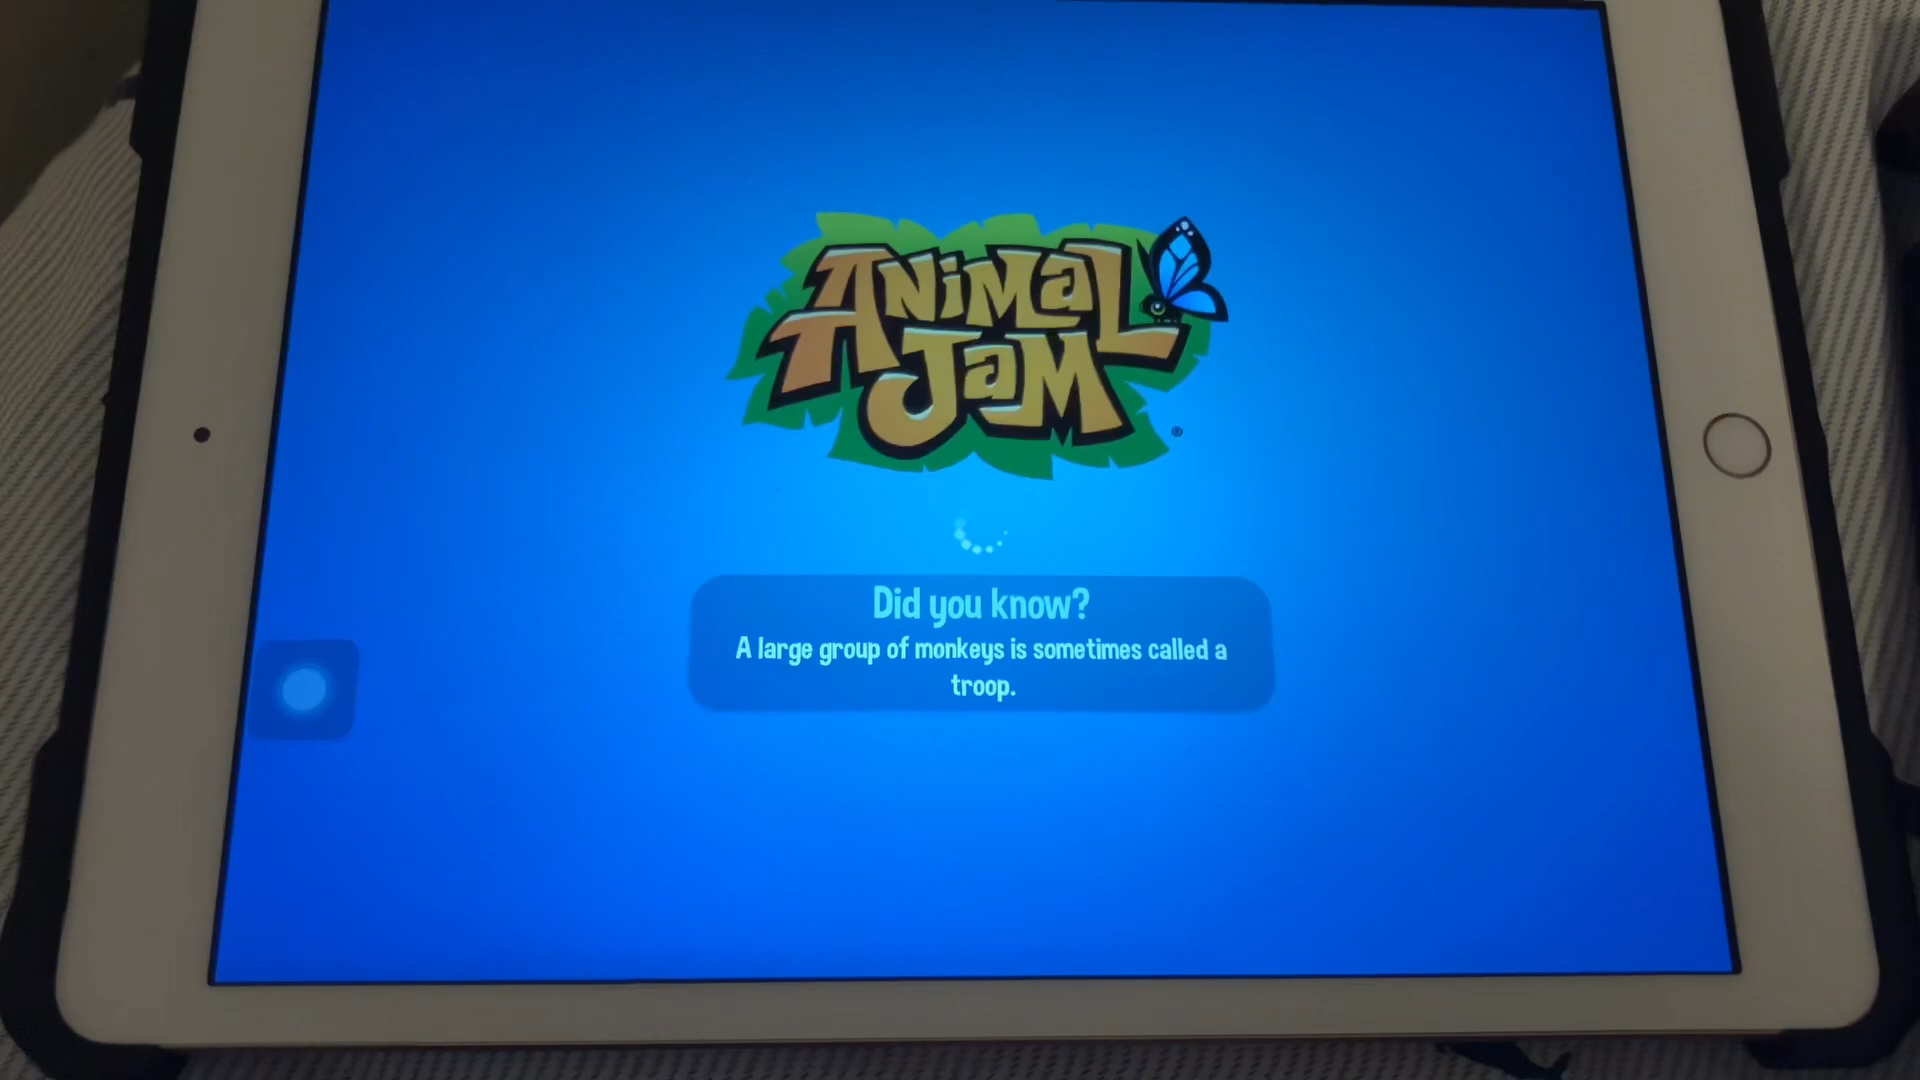 ANiMaL
JaM
®
Did you know?
A large group of monkeys is sometimes called a
troop.